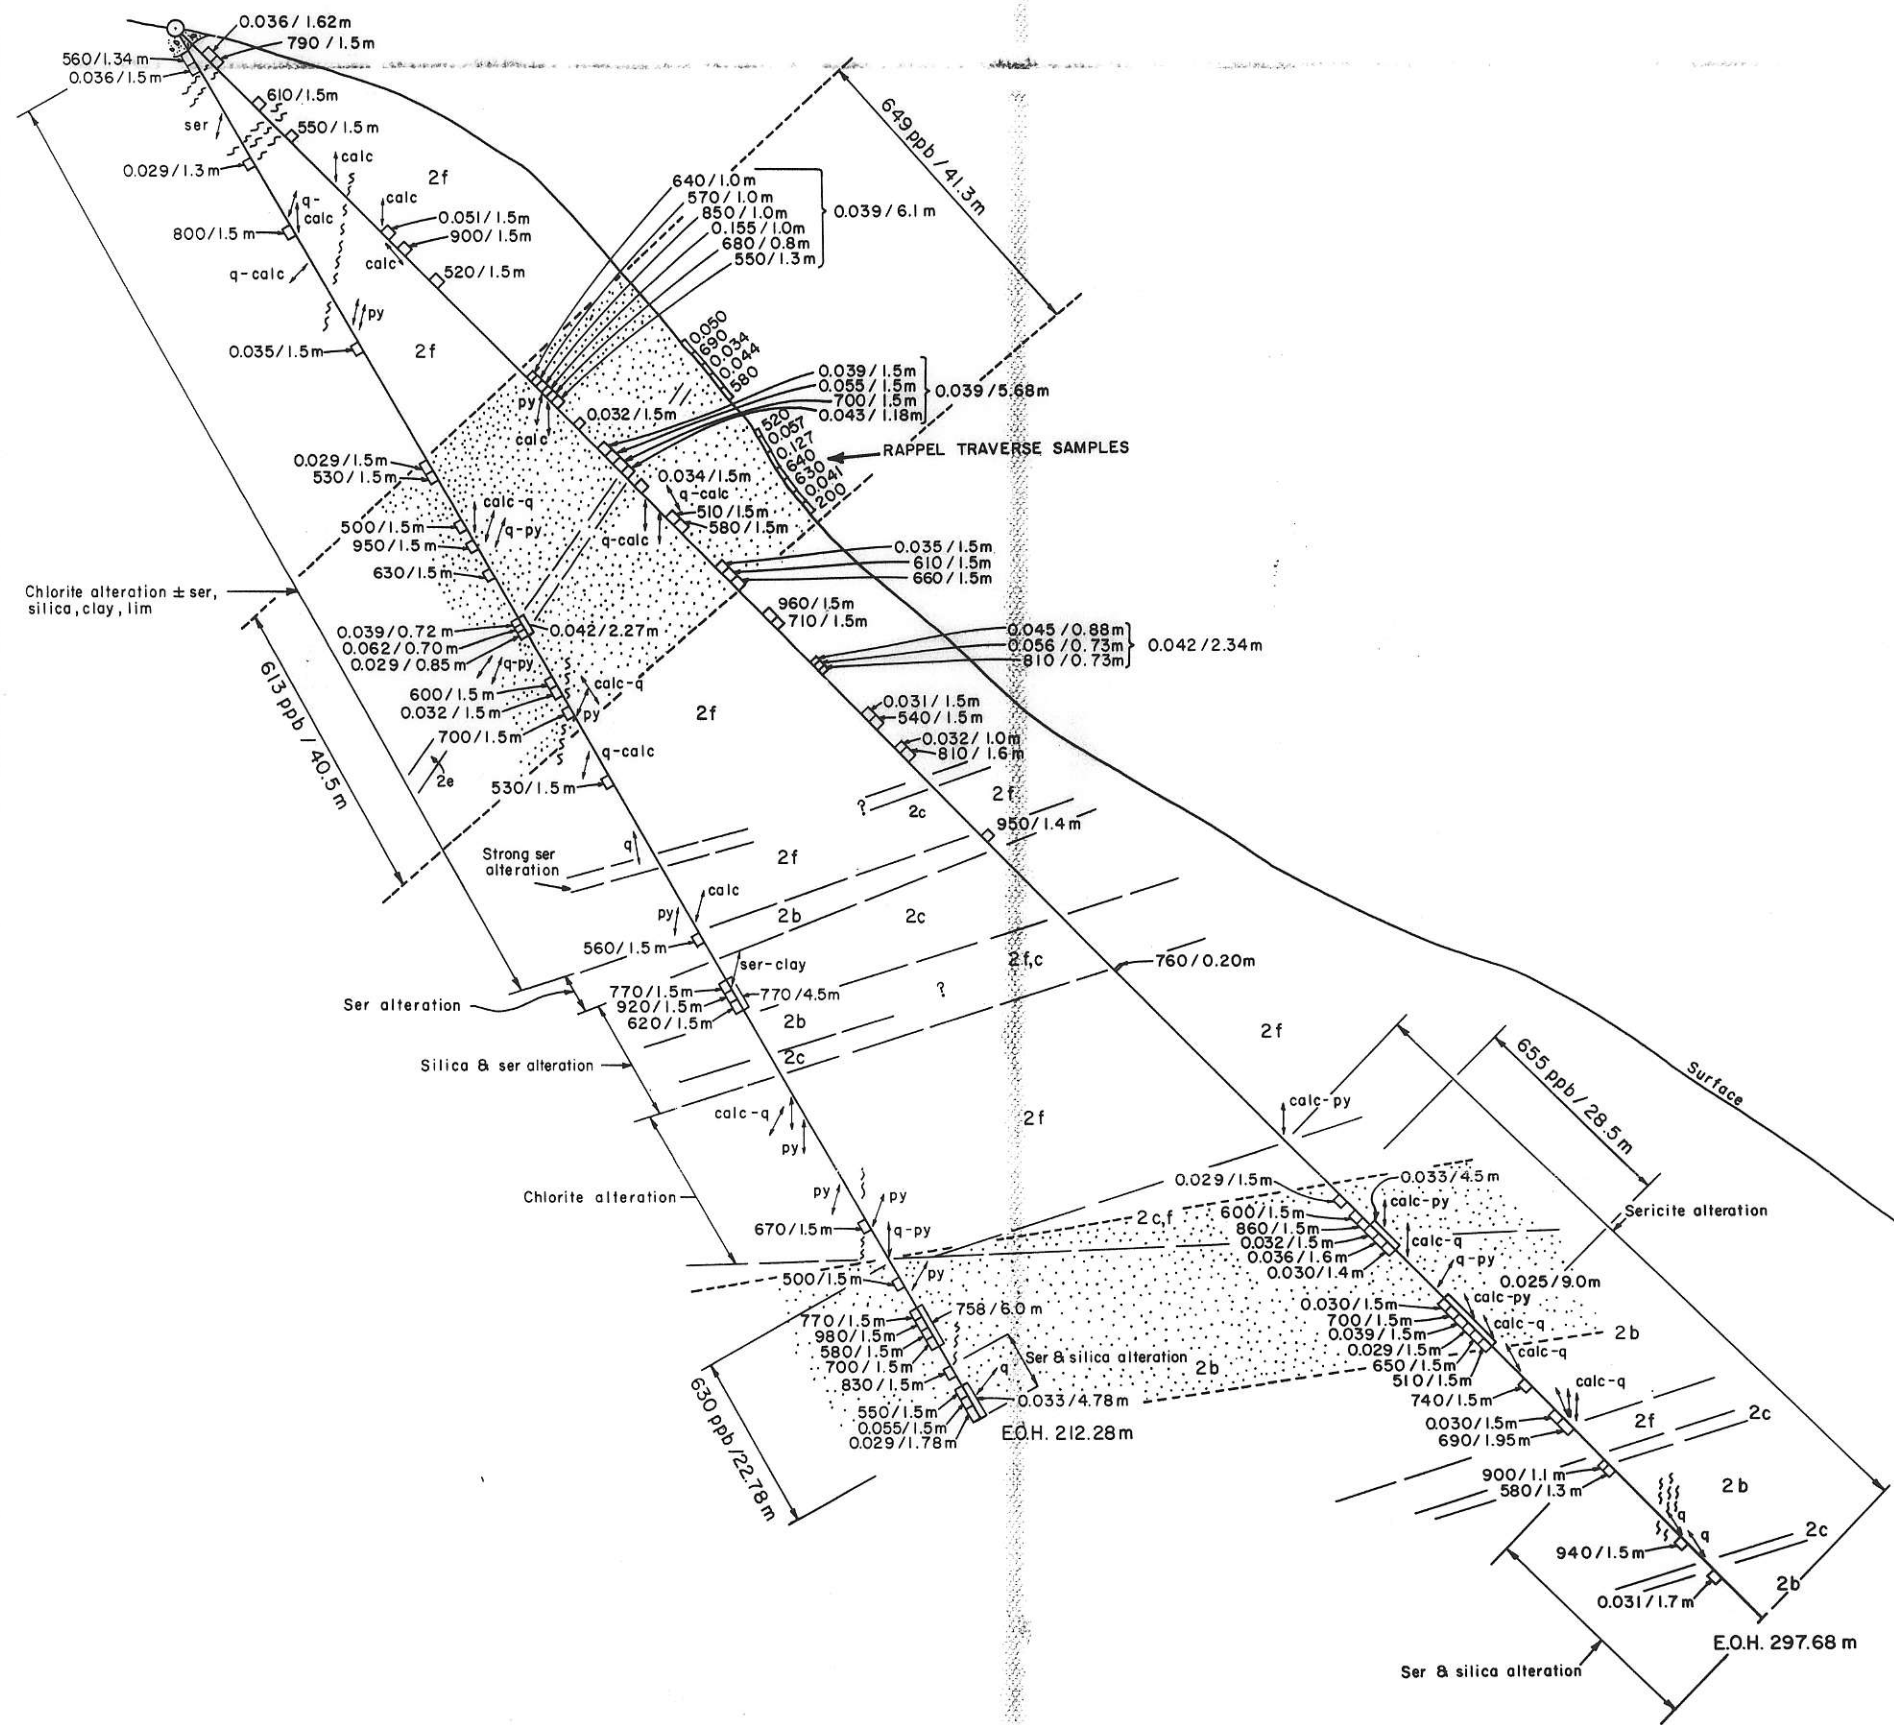 0.036 / 1.62m
790 / 1.5m
560/1.34 m
0.036/1.5m
610/1.5m
550/1.5 m
ser
calc
0.029/1.3m
2f
q-
calc
calc
800/1.5 m
0.051/1.5m
900/1.5m
calc
q-calc
520/1.5m
py
0.035/1.5m
2f
649 ppb / 41.3m
640/1.0m
570/1.0m
850/1.0m
0.155/1.0m
680/0.8m
550/1.3m
0.039/6.1 m
0.050
690
0.034
0.044
580
0.039/1.5m
0.055/1.5m
700/1.5m
0.043/1.18m
0.039/5.68m
py
calc
0.032/1.5m
520
0.057
0.127
640
630
0.041
200
RAPPEL TRAVERSE SAMPLES
0.029/1.5m
530/1.5m
0.034/1.5m
q-calc
510/1.5m
580/1.5m
calc-q
q-py
500/1.5m
950/1.5m
q-calc
630/1.5m
0.035/1.5m
610/1.5m
660/1.5m
Chlorite alteration ± ser,
silica, clay, lim
960/1.5m
710/1.5m
0.039/0.72 m
0.062/0.70m
0.029/0.85m
0.042/2.27m
0.045/0.88m
0.056/0.73m
810/0.73m
0.042/2.34m
q-py
600/1.5m
0.032/1.5m
calc-q
py
700/1.5m
2f
0.031/1.5m
540/1.5m
0.032/1.0m
810/1.6m
613 ppb / 40.5 m
2e
q-calc
530/1.5m
?
2c
2f
950/1.4m
q
Strong ser
alteration
2f
calc
py
2b
2c
560/1.5m
ser-clay
2f,c
760/0.20m
770/1.5m
920/1.5m
620/1.5m
770/4.5m
?
Ser alteration
2b
2f
2c
Silica & ser alteration
calc-q
py
2f
calc-py
655 ppb / 28.5m
Surface
Chlorite alteration
py
py
670/1.5m
q-py
2c,f
0.029/1.5m
0.033/4.5m
calc-py
600/1.5m
860/1.5m
0.032/1.5m
0.036/1.6m
0.030/1.4m
calc-q
q-py
Sericite alteration
500/1.5m
py
0.025/9.0m
calc-py
758/6.0 m
770/1.5m
980/1.5m
580/1.5m
700/1.5m
830/1.5m
0.030/1.5m
700/1.5m
0.039/1.5m
0.029/1.5m
650/1.5m
510/1.5m
calc-q
2b
calc-q
Ser & silica alteration
2b
q
550/1.5m
0.055/1.5m
0.029/1.78m
0.033/4.78m
E.O.H. 212.28m
630 ppb /22.78 m
740/1.5m
calc-q
0.030/1.5m
690/1.95m
2f
2c
900/1.1m
580/1.3m
2b
q
q
940/1.5m
2c
2b
0.031/1.7m
E.O.H. 297.68 m
Ser & silica alteration